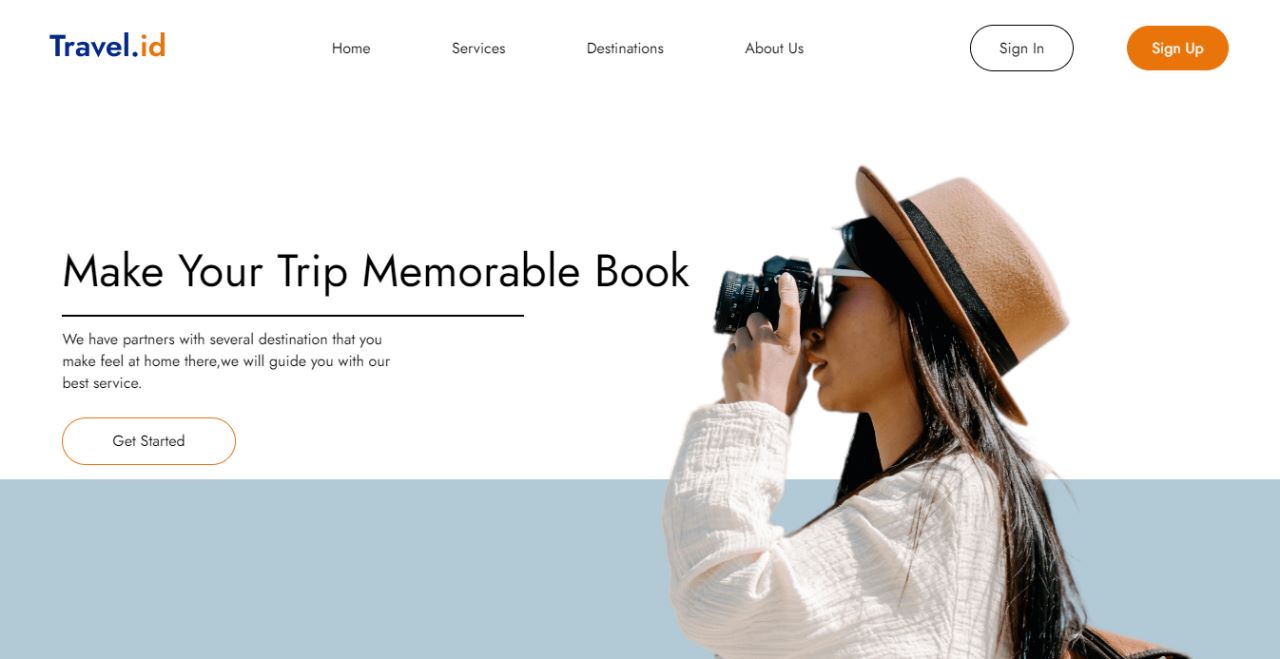 Travel.id
Home Services Destinations About Us Sign In Sign Up
Make Your Trip Memorable Book
We have partners with several destination that you
make feel at home there,we will guide you with our
best service.
Get Started